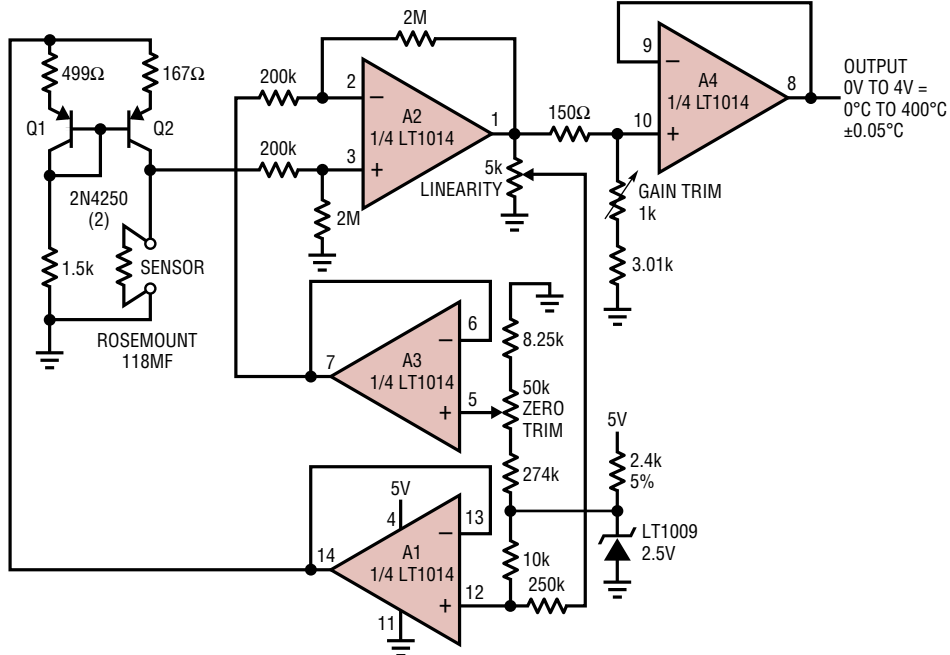 2M
499Ω
167Ω
200k
Q1
Q2
2
−
A2
1/4 LT1014
1
3
+
200k
2M
2N4250
(2)
1.5k
SENSOR
ROSEMOUNT
118MF
5k
LINEARITY
150Ω
9
−
A4
1/4 LT1014
8
10
+
OUTPUT
0V TO 4V =
0°C TO 400°C
±0.05°C
GAIN TRIM
1k
3.01k
6
−
A3
1/4 LT1014
7
5
+
8.25k
50k
ZERO
TRIM
274k
5V
2.4k
5%
LT1009
2.5V
5V
4
13
−
A1
1/4 LT1014
14
12
+
11
10k
250k